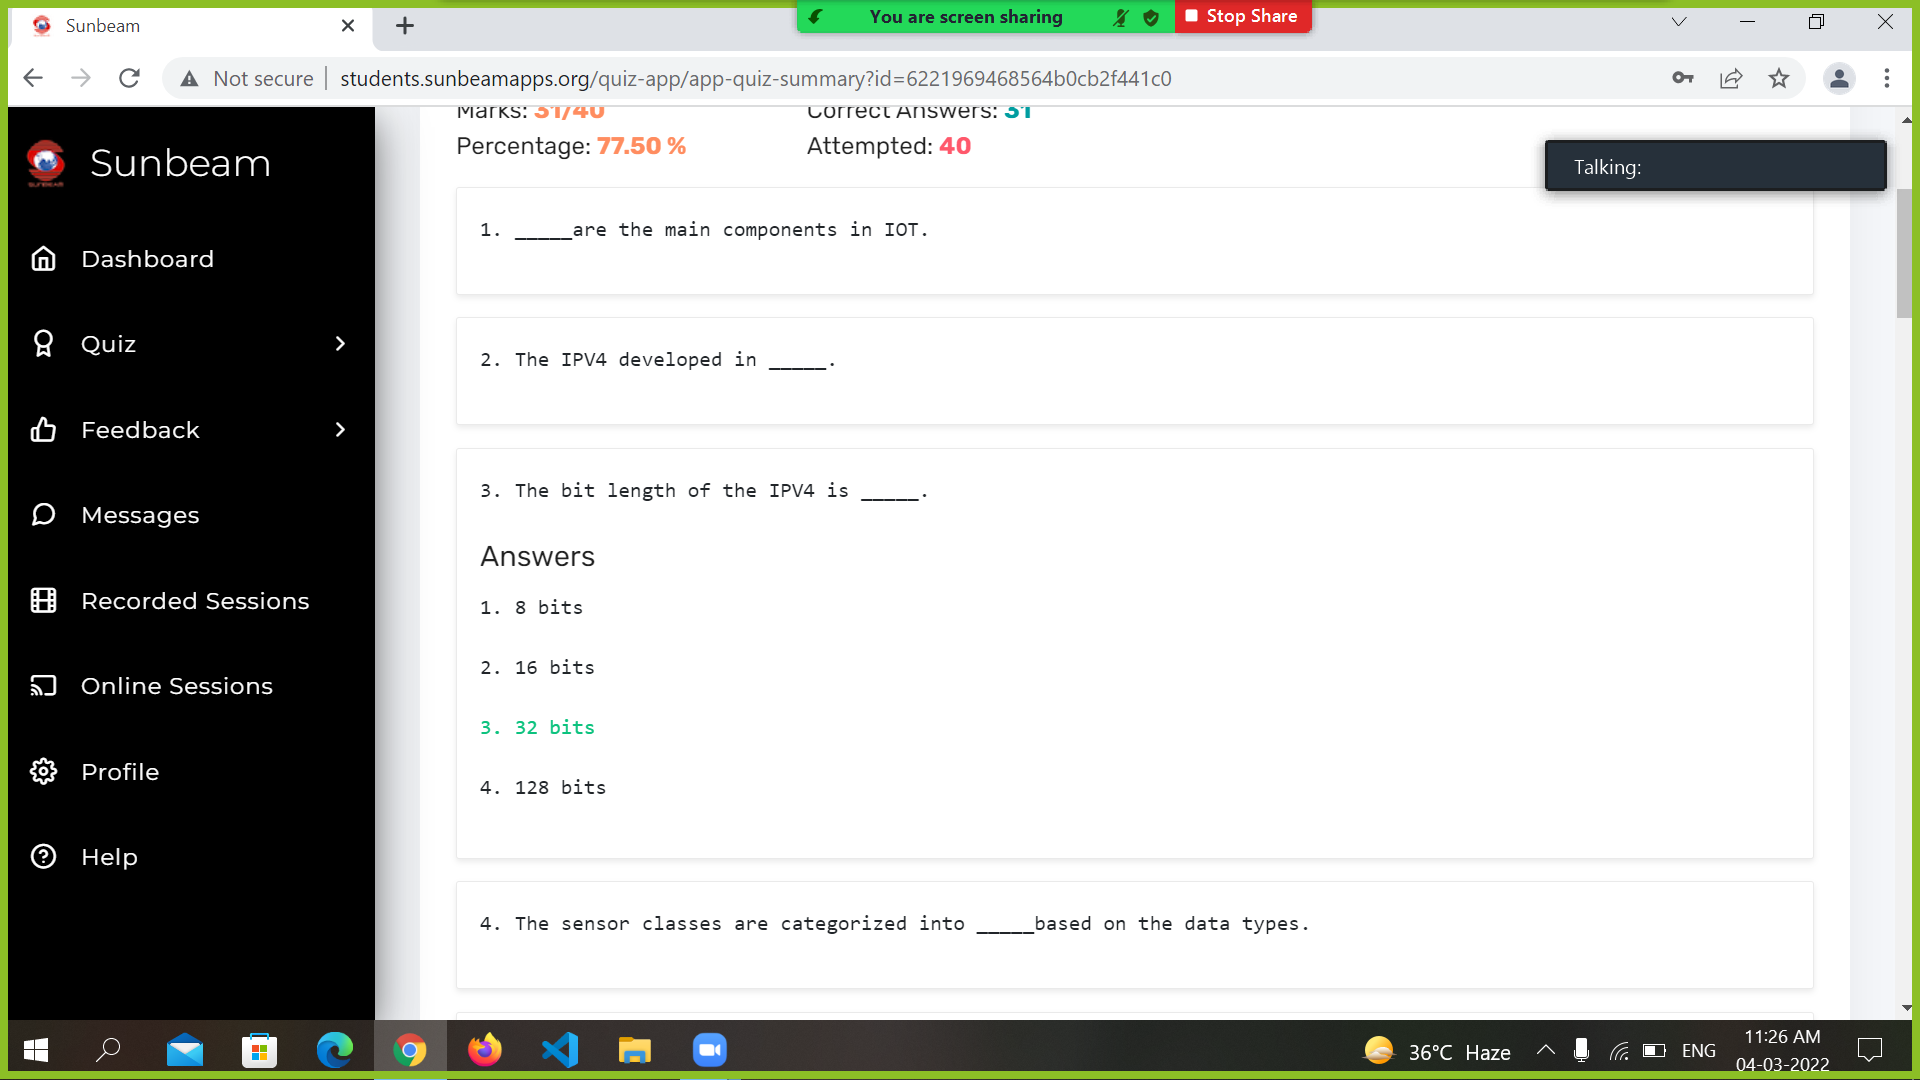 Sunbeam
You are screen sharing
Stop Share
Not secure
students.sunbeamapps.org/quiz-app/app-quiz-summary?id=6221969468564b0cb2f441c0
Marks: 31/40
Correct Answers: 31
Percentage: 77.50 %
Attempted: 40
Talking:
SUNBEAM
Sunbeam
Dashboard
Quiz
Feedback
Messages
Recorded Sessions
Online Sessions
Profile
Help
1. _____are the main components in IOT.
2. The IPV4 developed in _____.
3. The bit length of the IPV4 is _____.
Answers
1. 8 bits
2. 16 bits
3. 32 bits
4. 128 bits
4. The sensor classes are categorized into _____based on the data types.
36°C Haze
ENG
11:26 AM
04-03-2022